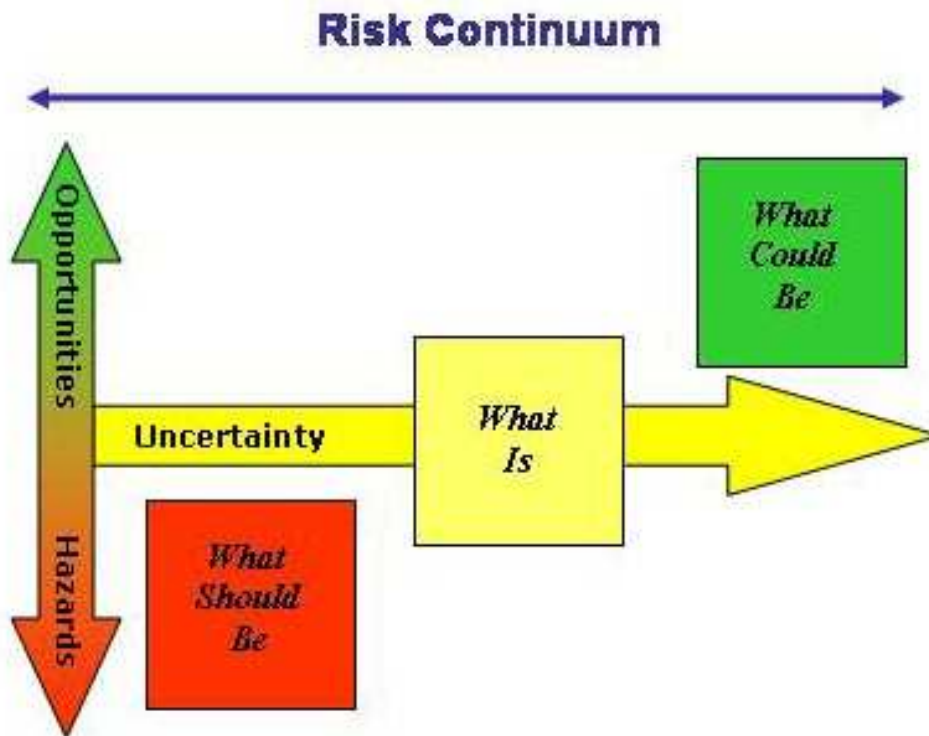 Risk Continuum
Opportunities
Hazards
Uncertainty
What
Should
Be
What
Is
What
Could
Be